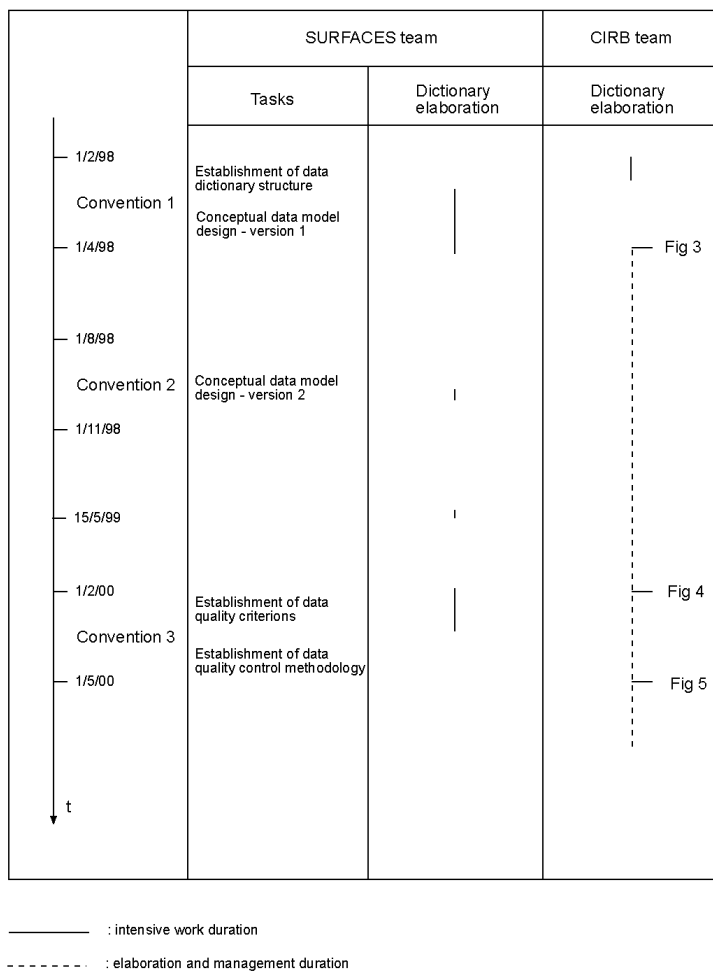 SURFACES team
CIRB team
Tasks
Dictionary
elaboration
Dictionary
elaboration
1/2/98
Establishment of data
dictionary structure
Convention 1
Conceptual data model
design - version 1
1/4/98
Fig 3
1/8/98
Convention 2
Conceptual data model
design - version 2
1/11/98
15/5/99
1/2/00
Fig 4
Establishment of data
quality criterions
Convention 3
Establishment of data
quality control methodology
1/5/00
Fig 5
t
: intensive work duration
: elaboration and management duration